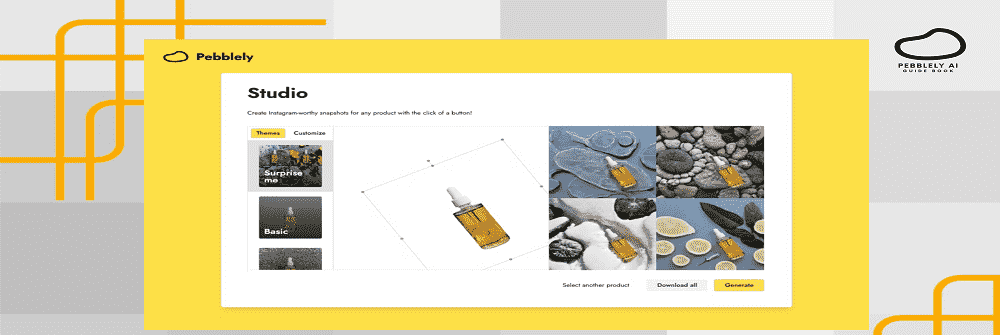 Pebblely
PEBBLELY AI
GUIDE BOOK
Studio
Create Instagram-worthy snapshots for any product with the click of a button!
Themes
Customize
Surprise
me
Basic
Select another product
Download all
Generate